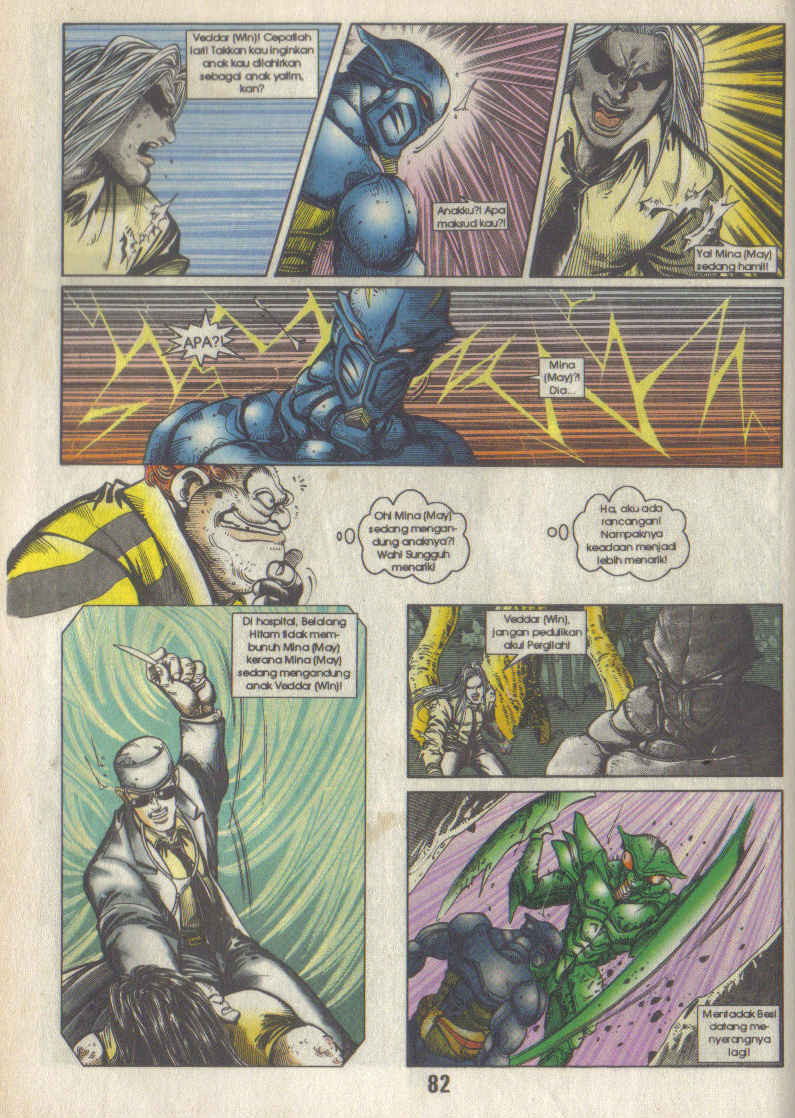 Veddar (Win)! Cepatlah
lari! Takkan kau inginkan
anak kau dilahirkan
sebagai anak yatim,
kan?
Anakku?! Apa
maksud kau?!
Ya! Mina (May)
sedang hamil!
APA?!
Mina
(May)?!
Dia...
Oh! Mina (May)
sedang mengan-
dung anaknya?!
Wah! Sungguh
menarik!
Ha, aku ada
rancangan!
Nampaknya
keadaan menjadi
lebih menarik!
Di hospital, Belalang
Hitam tidak mem-
bunuh Mina (May)
kerana Mina (May)
sedang mengandung
anak Veddar (Win)!
Veddar (Win),
jangan pedulikan
aku! Pergilah!
Mentadak Besi
datang me-
nyerangnya
lagi!
82